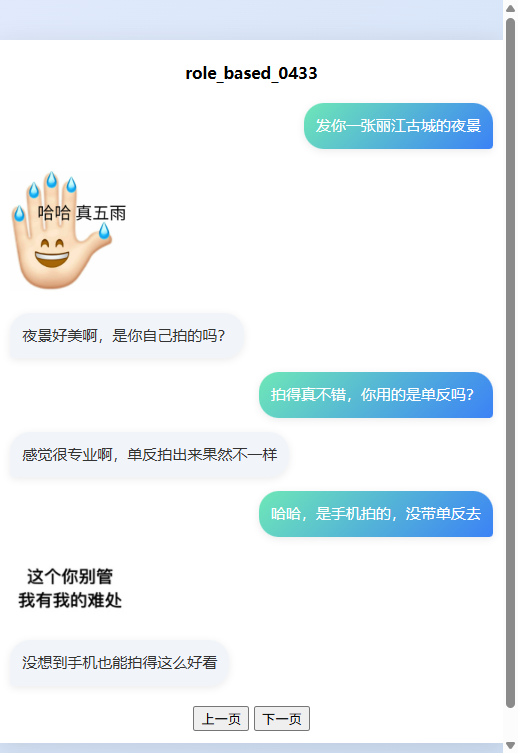 role_based_0433
发你一张丽江古城的夜景
哈哈 真五雨
夜景好美啊，是你自己拍的吗？
拍得真不错，你用的是单反吗？
感觉很专业啊，单反拍出来果然不一样
哈哈，是手机拍的，没带单反去
这个你别管
我有我的难处
没想到手机也能拍得这么好看
上一页 下一页